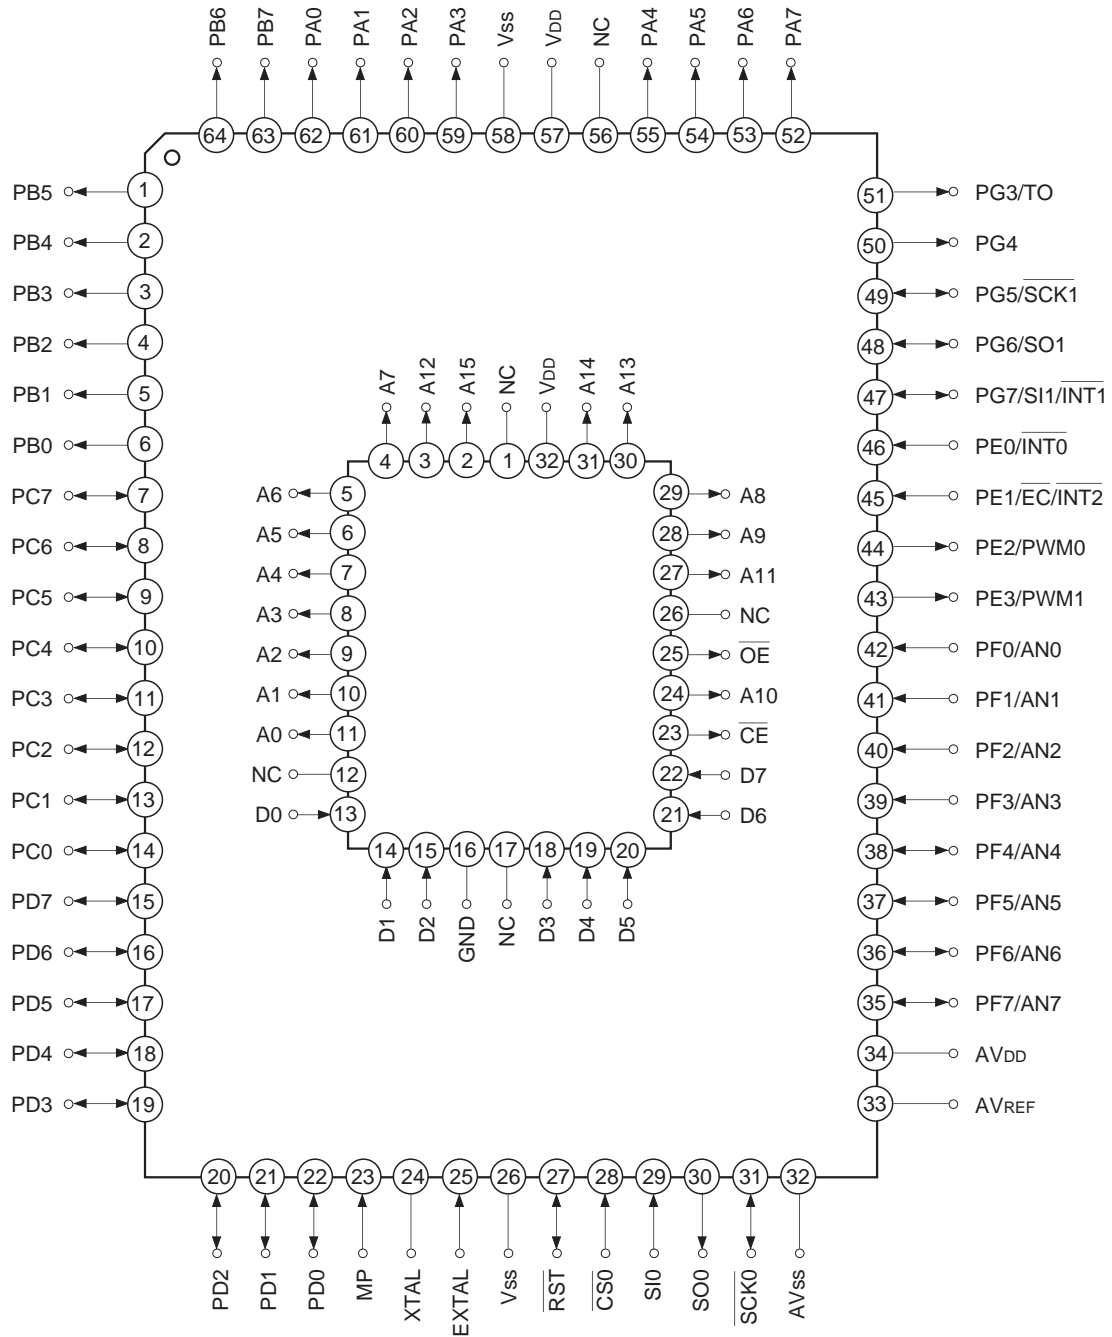 PB6 PB7 PA0 PA1 PA2 PA3 Vss VDD NC PA4 PA5 PA6 PA7
64 63 62 61 60 59 58 57 56 55 54 53 52
PB5 1
PB4 2
PB3 3
PB2 4
PB1 5
PB0 6
PC7 7
PC6 8
PC5 9
PC4 10
PC3 11
PC2 12
PC1 13
PC0 14
PD7 15
PD6 16
PD5 17
PD4 18
PD3 19
A7 A12 A15 NC VDD A14 A13
4 3 2 1 32 31 30
A6 5
A5 6
A4 7
A3 8
A2 9
A1 10
A0 11
NC 12
D0 13
29 A8
28 A9
27 A11
26 NC
25 O̅E̅
24 A10
23 C̅E̅
22 D7
21 D6
14 15 16 17 18 19 20
D1 D2 GND NC D3 D4 D5
51 PG3/TO
50 PG4
49 PG5/S̅C̅K̅1̅
48 PG6/SO1
47 PG7/SI1/I̅N̅T̅1̅
46 PE0/I̅N̅T̅0̅
45 PE1/E̅C̅/I̅N̅T̅2̅
44 PE2/PWM0
43 PE3/PWM1
42 PF0/AN0
41 PF1/AN1
40 PF2/AN2
39 PF3/AN3
38 PF4/AN4
37 PF5/AN5
36 PF6/AN6
35 PF7/AN7
34 AVDD
33 AVREF
20 21 22 23 24 25 26 27 28 29 30 31 32
PD2 PD1 PD0 MP XTAL EXTAL Vss R̅S̅T̅ C̅S̅0̅ SI0 SO0 S̅C̅K̅0̅ AVss